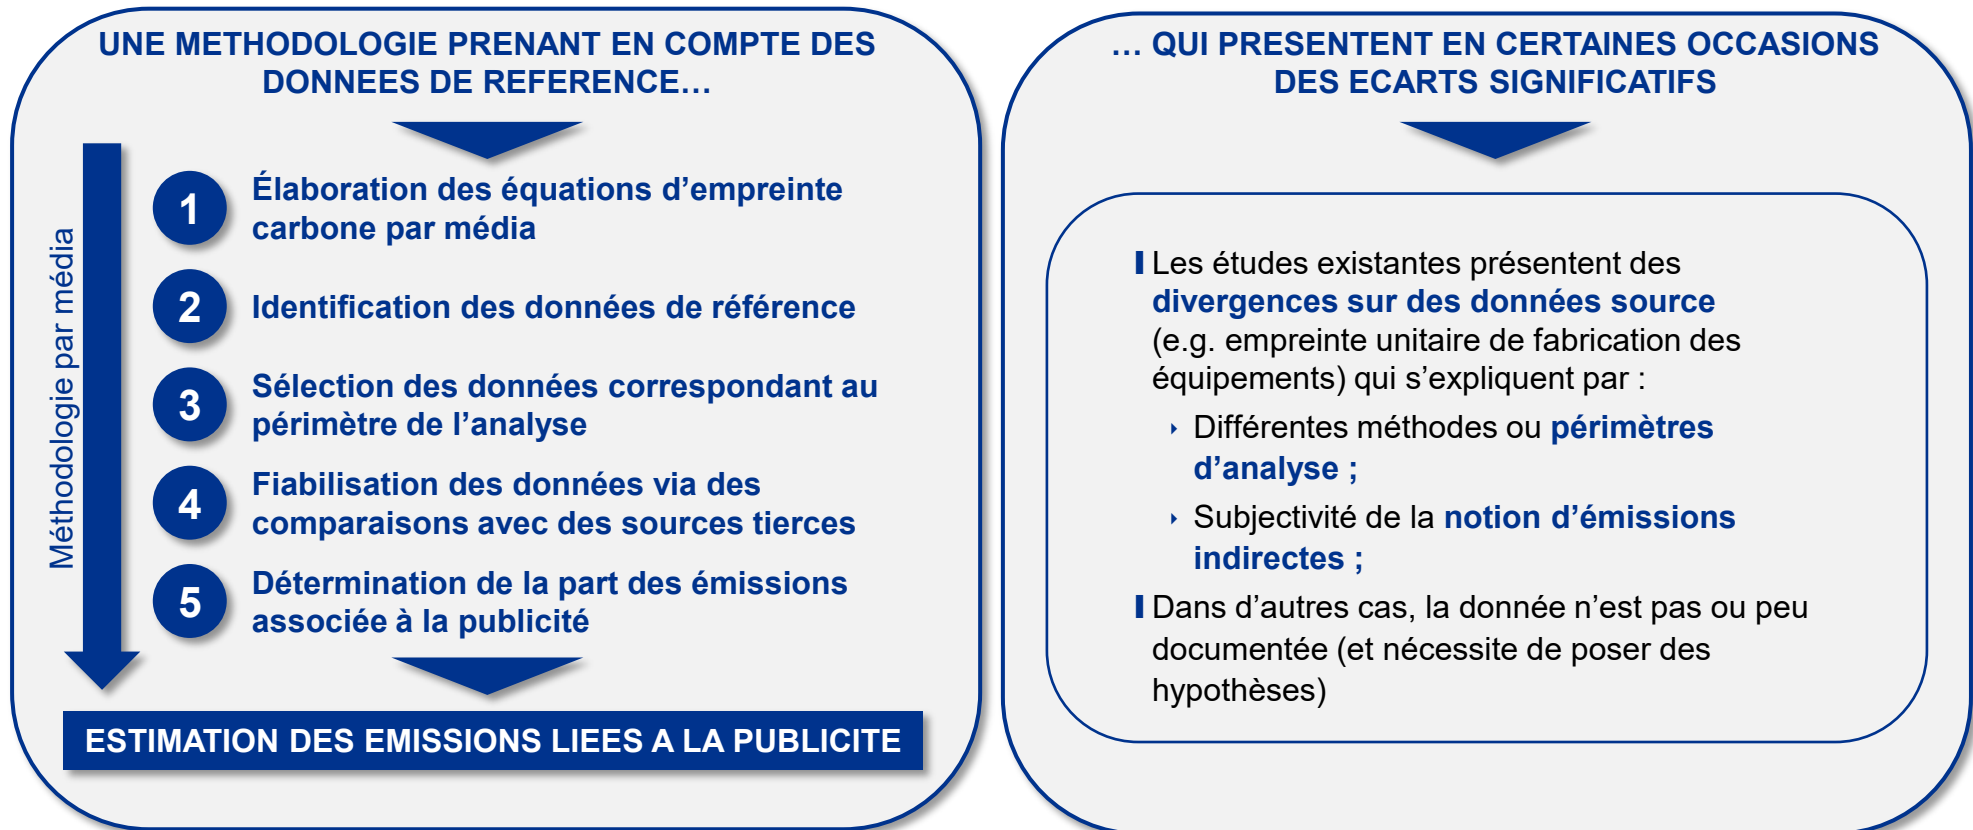 UNE METHODOLOGIE PRENANT EN COMPTE DES
DONNEES DE REFERENCE…
Méthodologie par média
1
Élaboration des équations d’empreinte
carbone par média
2
Identification des données de référence
3
Sélection des données correspondant au
périmètre de l’analyse
4
Fiabilisation des données via des
comparaisons avec des sources tierces
5
Détermination de la part des émissions
associée à la publicité
ESTIMATION DES EMISSIONS LIEES A LA PUBLICITE
… QUI PRESENTENT EN CERTAINES OCCASIONS
DES ECARTS SIGNIFICATIFS
Les études existantes présentent des
divergences sur des données source
(e.g. empreinte unitaire de fabrication des
équipements) qui s’expliquent par :
Différentes méthodes ou périmètres
d’analyse ;
Subjectivité de la notion d’émissions
indirectes ;
Dans d’autres cas, la donnée n’est pas ou peu
documentée (et nécessite de poser des
hypothèses)